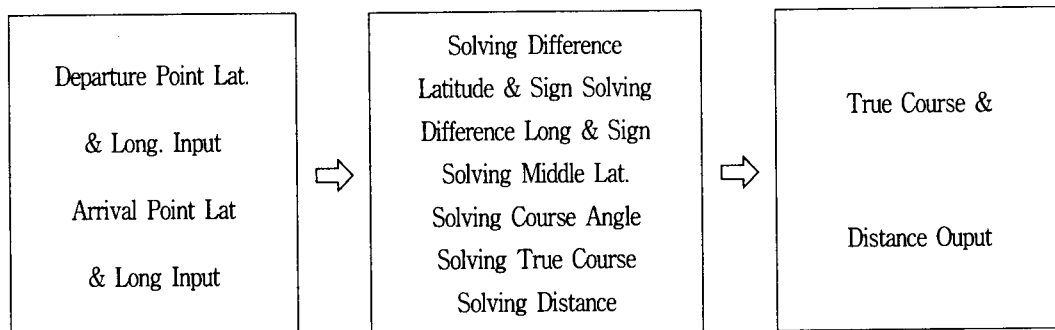 Departure Point Lat.
& Long. Input
Arrival Point Lat
& Long Input
Solving Difference
Latitude & Sign Solving
Difference Long & Sign
Solving Middle Lat.
Solving Course Angle
Solving True Course
Solving Distance
True Course &
Distance Ouput